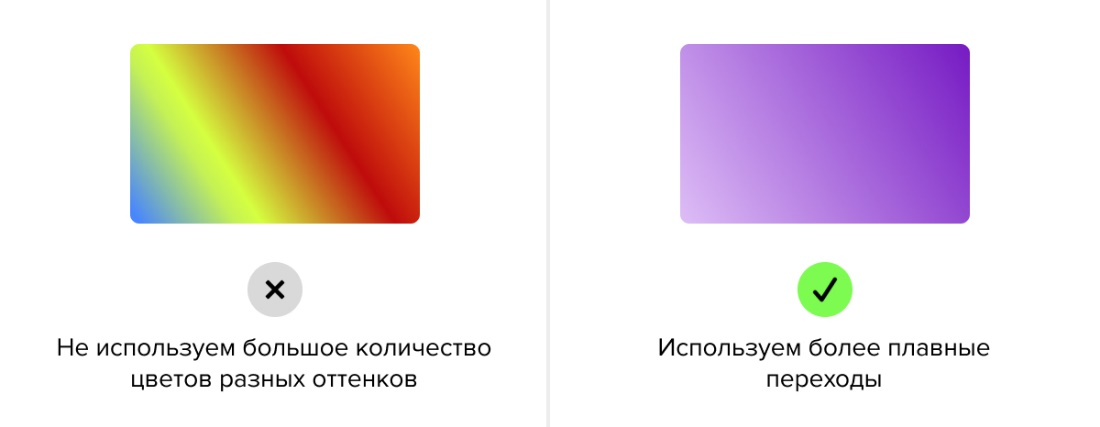 Не используем большое количество
цветов разных оттенков
Используем более плавные
переходы